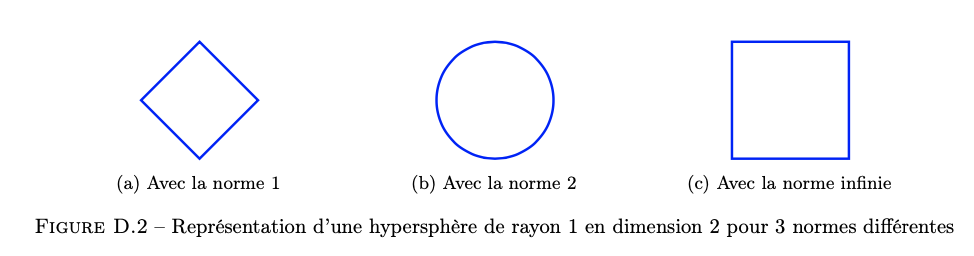 (a) Avec la norme 1
(b) Avec la norme 2
(c) Avec la norme infinie
FIGURE D.2 – Représentation d'une hypersphère de rayon 1 en dimension 2 pour 3 normes différentes